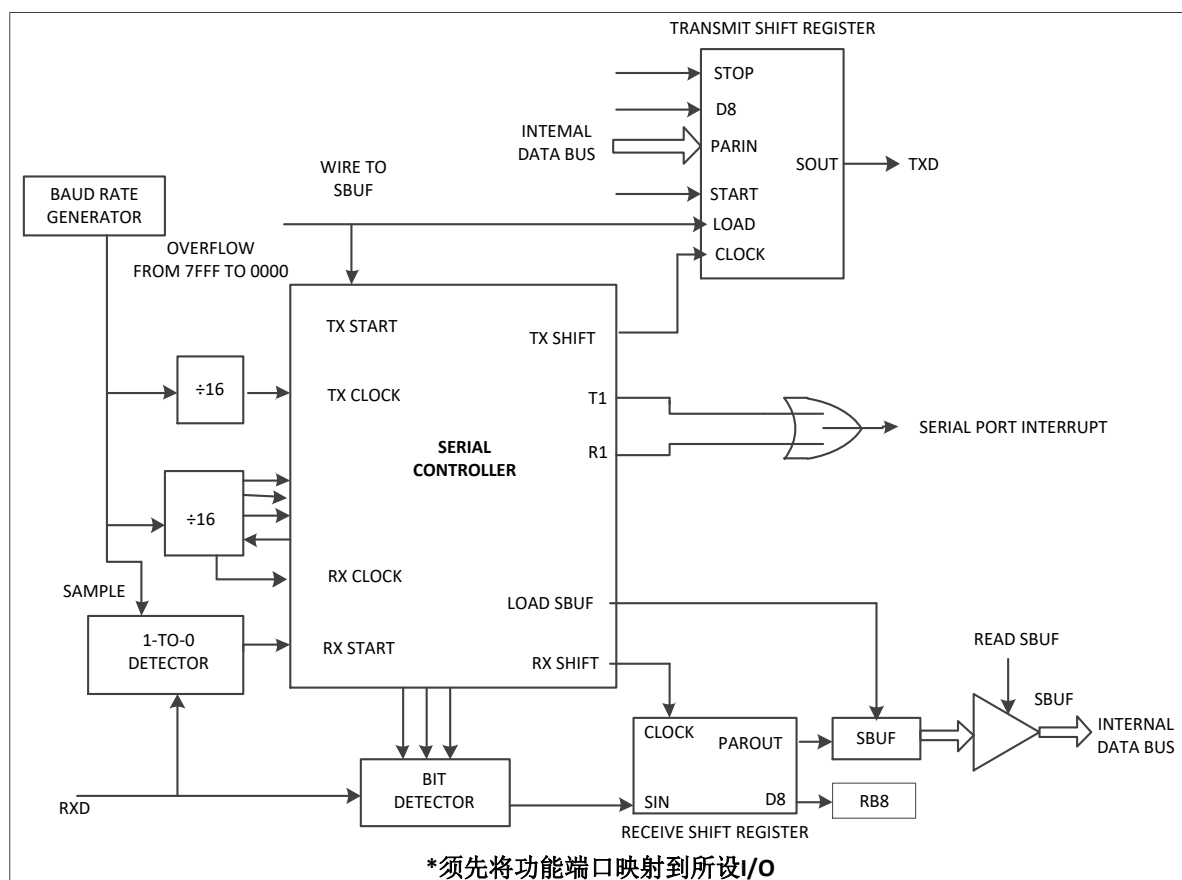 TRANSMIT SHIFT REGISTER
STOP
D8
INTEMAL
DATA BUS
PARIN
SOUT
TXD
START
LOAD
CLOCK
WIRE TO
SBUF
BAUD RATE
GENERATOR
OVERFLOW
FROM 7FFF TO 0000
TX START
TX SHIFT
÷16
TX CLOCK
T1
SERIAL PORT INTERRUPT
R1
SERIAL
CONTROLLER
÷16
RX CLOCK
SAMPLE
LOAD SBUF
1-TO-0
DETECTOR
RX START
RX SHIFT
READ SBUF
SBUF
CLOCK
PAROUT
SBUF
INTERNAL
DATA BUS
BIT
DETECTOR
RXD
SIN
D8
RB8
RECEIVE SHIFT REGISTER
*须先将功能端口映射到所设I/O